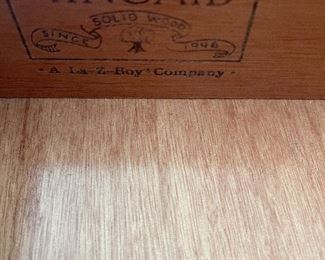 SOLID WOOD
SINCE 1946
- A La-Z-Boy Company -